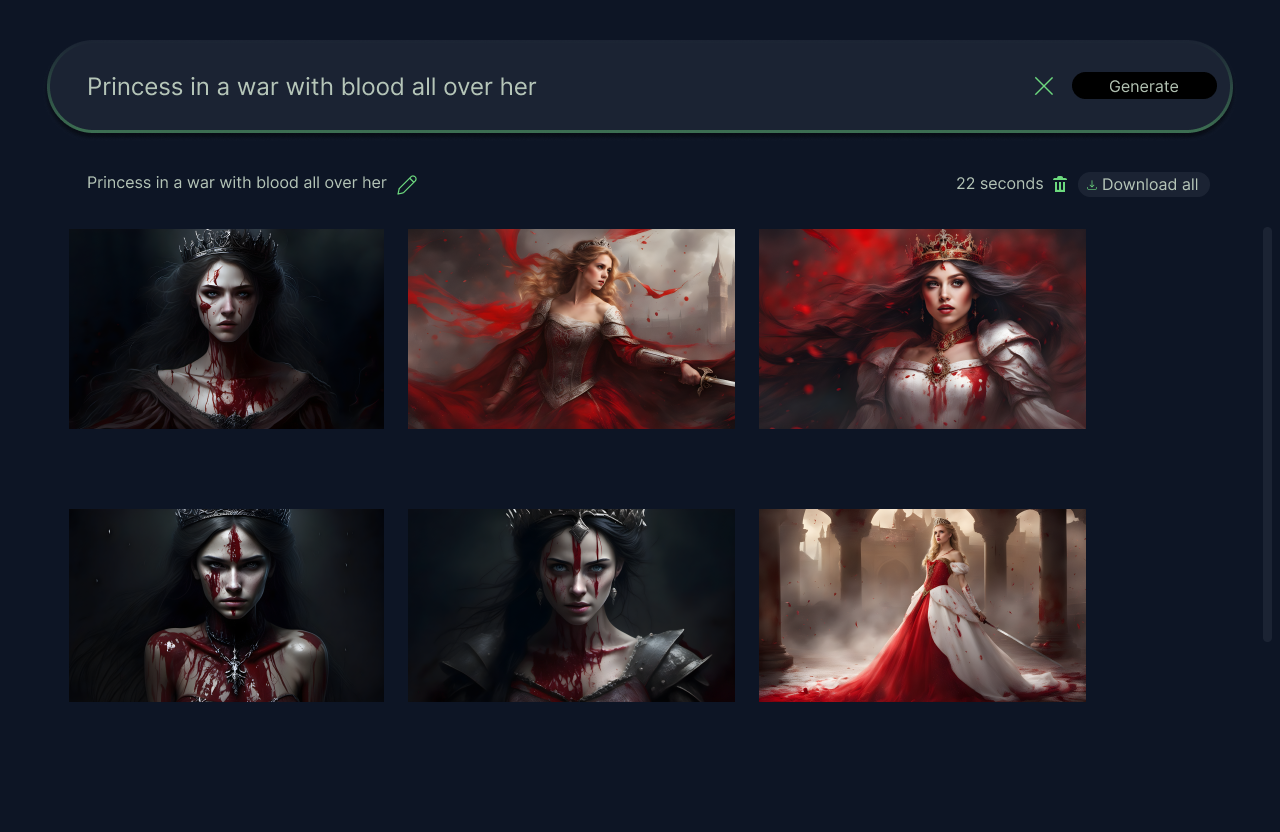 Princess in a war with blood all over her
Generate
Princess in a war with blood all over her
22 seconds
Download all